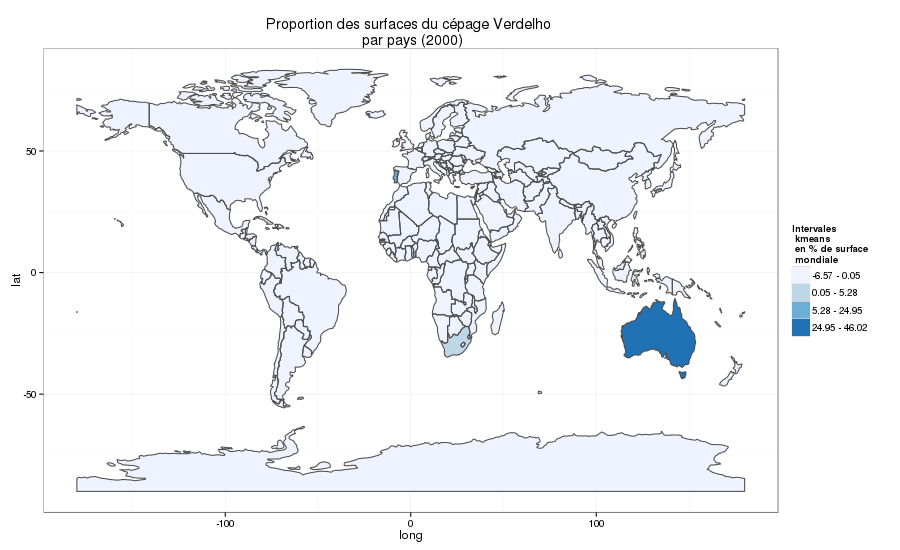 Proportion des surfaces du cépage Verdelho
par pays (2000)
50
0
-50
lat
-100
0
100
long
Intervales
kmeans
en % de surface
mondiale
-6.57 - 0.05
0.05 - 5.28
5.28 - 24.95
24.95 - 46.02